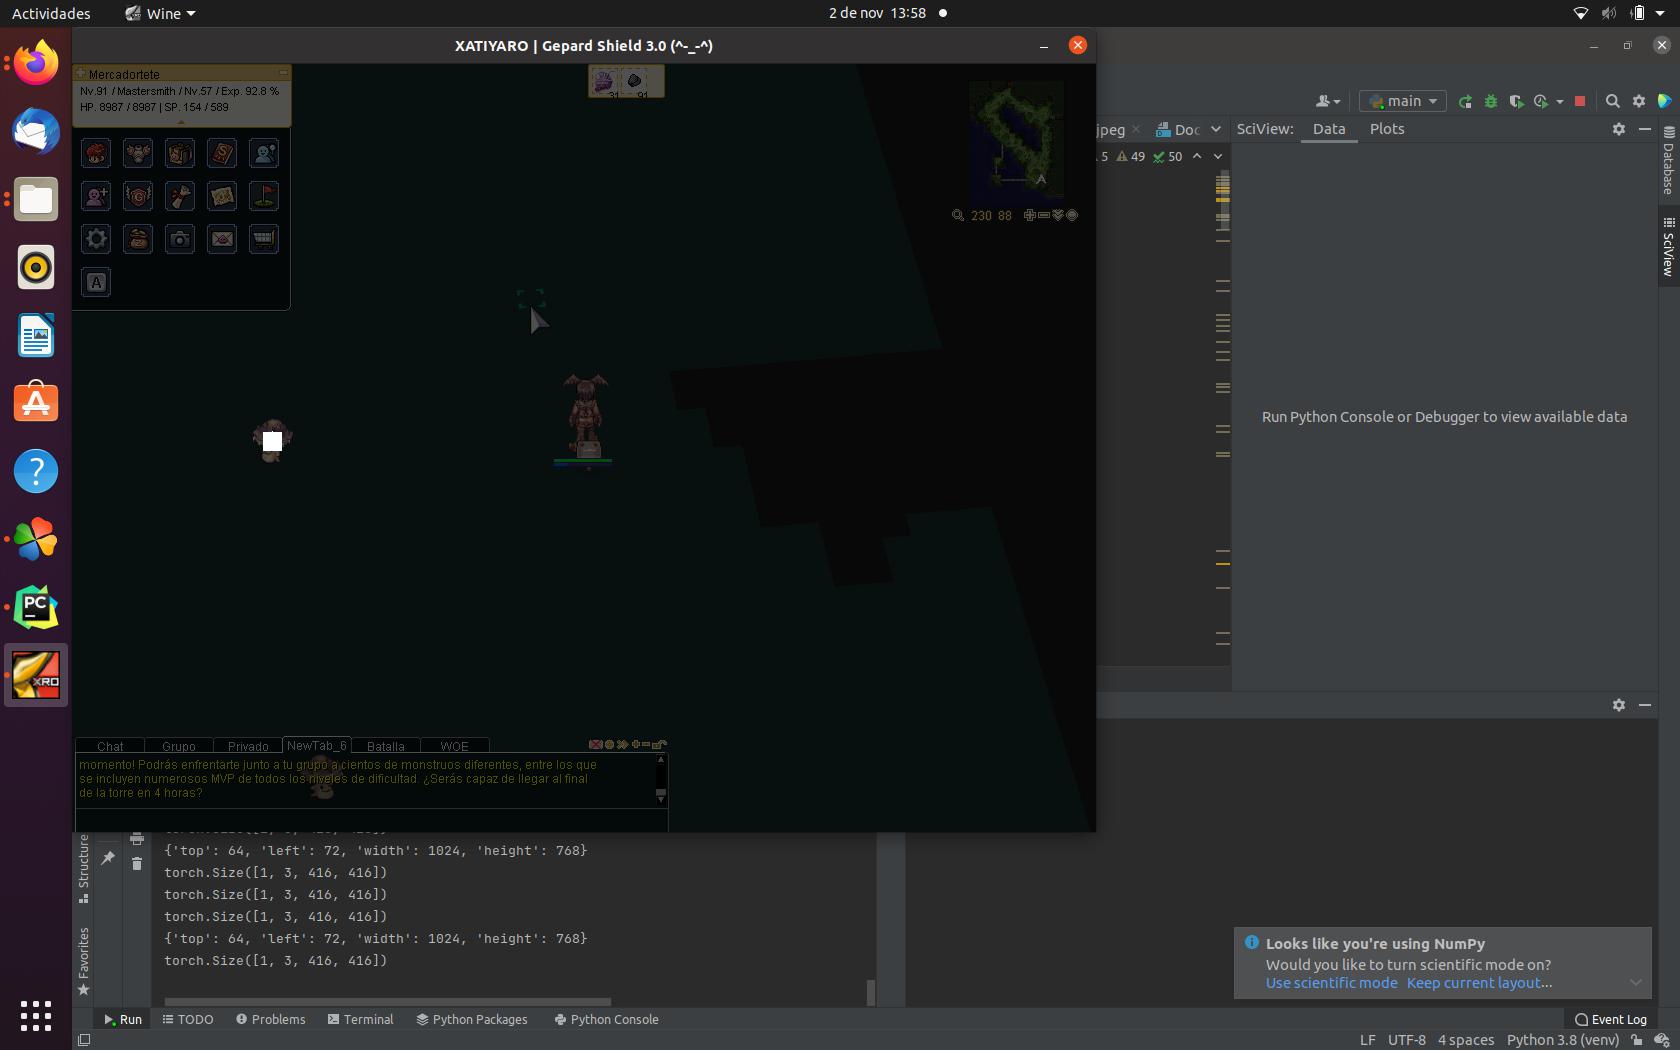 Actividades
Wine
2 de nov 13:58
XATIYARO | Gepard Shield 3.0 (^-_-^)
Mercadortete
Nv.91 / Mastersmith / Nv.57 / Exp. 92.8 %
HP. 8987 / 8987 | SP. 154 / 589
31
91
A
230 88
main
jpeg
Doc
SciView:
Data
Plots
5
49
50
Database
SciView
Run Python Console or Debugger to view available data
PC
XRO
Chat
Grupo
Privado
NewTab_6
Batalla
WOE
momento! Podrás enfrentarte junto a tu grupo a cientos de monstruos diferentes, entre los que
se incluyen numerosos MVP de todos los niveles de dificultad. ¿Serás capaz de llegar al final
de la torre en 4 horas?
Structure
Favorites
{'top': 64, 'left': 72, 'width': 1024, 'height': 768}
torch.Size([1, 3, 416, 416])
torch.Size([1, 3, 416, 416])
torch.Size([1, 3, 416, 416])
{'top': 64, 'left': 72, 'width': 1024, 'height': 768}
torch.Size([1, 3, 416, 416])
Looks like you're using NumPy
Would you like to turn scientific mode on?
Use scientific mode Keep current layout...
Run
TODO
Problems
Terminal
Python Packages
Python Console
Event Log
LF UTF-8 4 spaces Python 3.8 (venv)